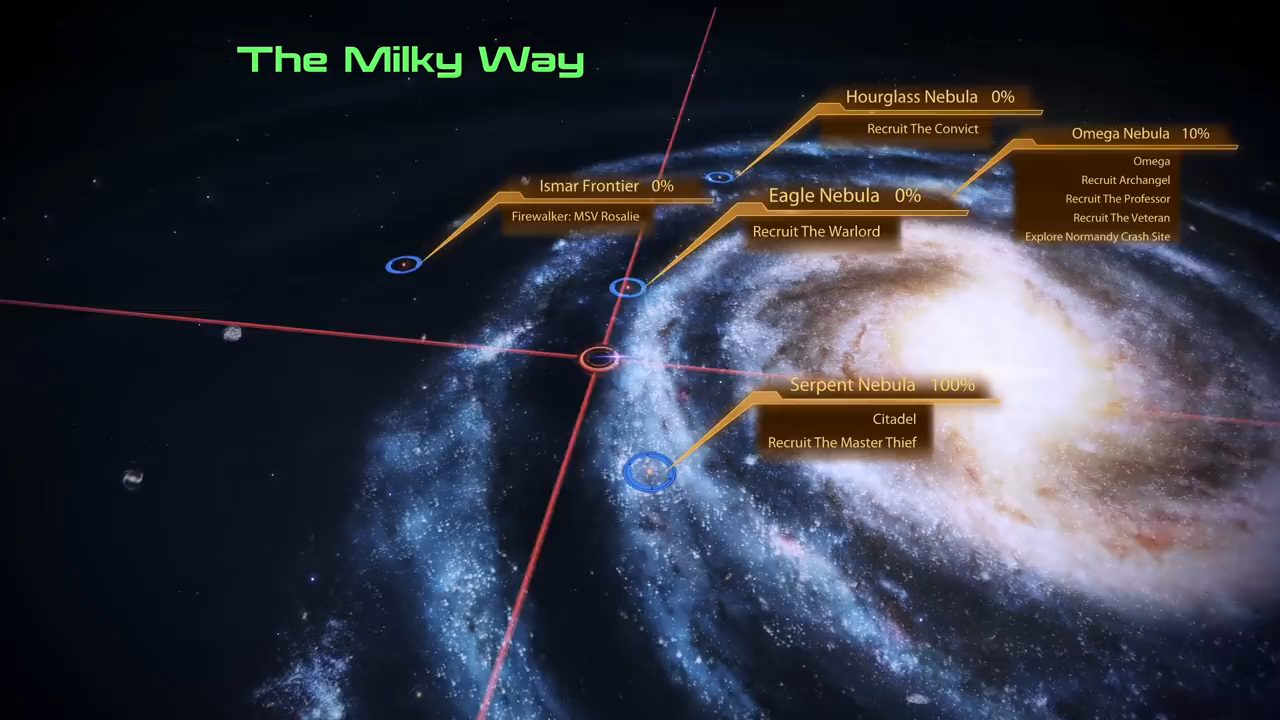 The Milky Way
Hourglass Nebula 0%
Recruit The Convict
Omega Nebula 10%
Omega
Recruit Archangel
Recruit The Professor
Recruit The Veteran
Explore Normandy Crash Site
Ismar Frontier 0%
Firewalker: MSV Rosalie
Eagle Nebula 0%
Recruit The Warlord
Serpent Nebula 100%
Citadel
Recruit The Master Thief